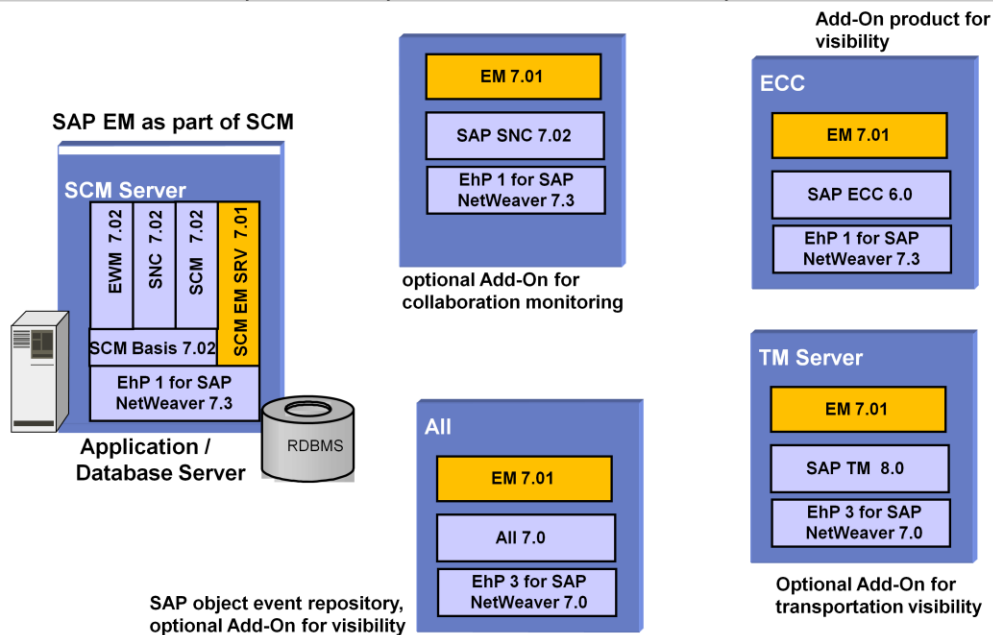 SAP EM as part of SCM
SCM Server
EWM 7.02
SNC 7.02
SCM 7.02
SCM EM SRV 7.01
SCM Basis 7.02
EhP 1 for SAP
NetWeaver 7.3
Application /
Database Server
RDBMS
EM 7.01
SAP SNC 7.02
EhP 1 for SAP
NetWeaver 7.3
optional Add-On for
collaboration monitoring
Add-On product for
visibility
ECC
EM 7.01
SAP ECC 6.0
EhP 1 for SAP
NetWeaver 7.3
AII
EM 7.01
AII 7.0
EhP 3 for SAP
NetWeaver 7.0
SAP object event repository,
optional Add-On for visibility
TM Server
EM 7.01
SAP TM 8.0
EhP 3 for SAP
NetWeaver 7.0
Optional Add-On for
transportation visibility